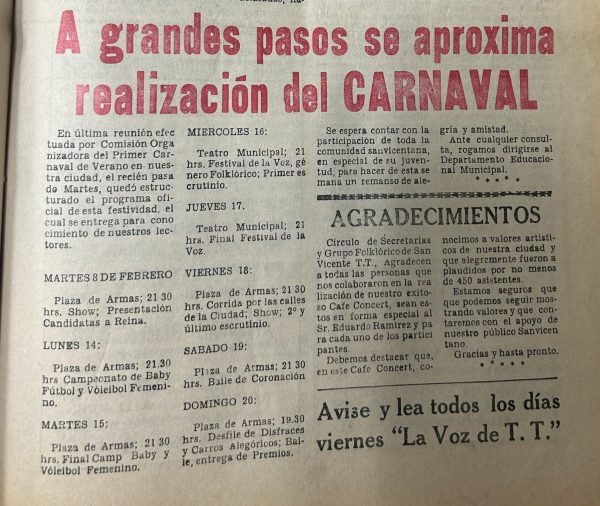 A grandes pasos se aproxima
realización del CARNAVAL
En última reunión efec
tuada por Comisión Orga
nizadora del Primer Carna
val de Verano en nues
tra ciudad, el recién pasa
do Martes, quedó estruc
turado el programa ofi
cial de esta festividad, el
cual se entrega para cono
cimiento de nuestros lec-
tores.
MARTES 8 DE FEBRERO
Plaza de Armas; 21 30
hrs. Show; Presentación
Candidatas a Reina.
LUNES 14:
Plaza de Armas; 21.30
hrs Campeonato de Baby
Fútbol y Vóleibol Femeni-
no.
MARTES 15:
Plaza de Armas; 21 30
hrs. Final Camp Baby y
Vóleibol Femenino.
MIERCOLES 16:
Teatro Municipal; 21
hrs. Festival de la Voz, gé
nero Folklórico; Primer es
crutinio.
JUEVES 17.
Teatro Municipal; 21
hrs. Final Festival de la
Voz
VIERNES 18:
Plaza de Armas; 21 30
hrs. Corrida por las calles
de la Ciudad; Show; 2º y
último escrutinio.
SABADO 19:
Plaza de Armas; 21.30
hrs. Baile de Coronación
DOMINGO 20:
Plaza de Armas, 19.30
hrs. Desfile de Disfraces
y Carros Alegóricos; Bai-
le, entrega de Premios.
Se espera contar con la
participación de toda la
comunidad sanvicentana,
en especial de su juven-
tud, para hacer de esta se
mana un remanso de ale-
gría y amistad.
Ante cualquier consul-
ta, rogamos dirigirse al
Departamento Educacio-
nal Municipal.
* * * * *
AGRADECIMIENTOS
Círculo de Secretarias
y Grupo Folklórico de San
Vicente T.T., Agradecen
a todas las personas que
nos colaboraron en la rea
lización de nuestro exito-
so Cafe Concert, sean es-
tos en forma especial al
Sr. Eduardo Ramirez y pa
ra cada uno de los partici
pantes.
Debemos destacar que,
en este Cafe Concert, co-
nocimos a valores artísti-
cos de nuestra ciudad y
que alegremente fueron a
plaudidos por no menos
de 450 asistentes.
Estamos seguros que
que podemos seguir mos-
trando valores y que con-
taremos con el apoyo de
nuestro público Sanvicen
tano.
Gracias y hasta pronto.
* * * * *
Avise y lea todos los días
viernes "La Voz de T. T."